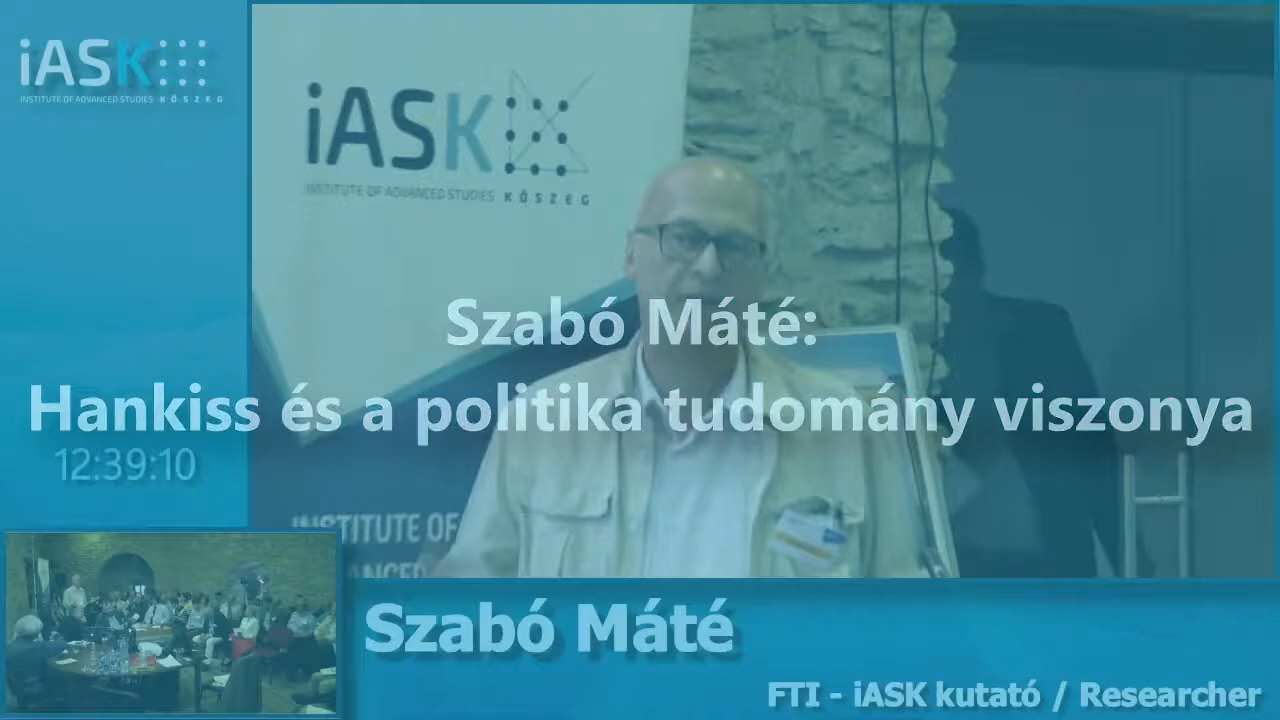 iASK
INSTITUTE OF ADVANCED STUDIES KŐSZEG
iASK
INSTITUTE OF ADVANCED STUDIES KŐSZEG
Szabó Máté:
Hankiss és a politika tudomány viszonya
12:39:10
INSTITUTE OF
ADVANCED
Szabó Máté
FTI - iASK kutató / Researcher